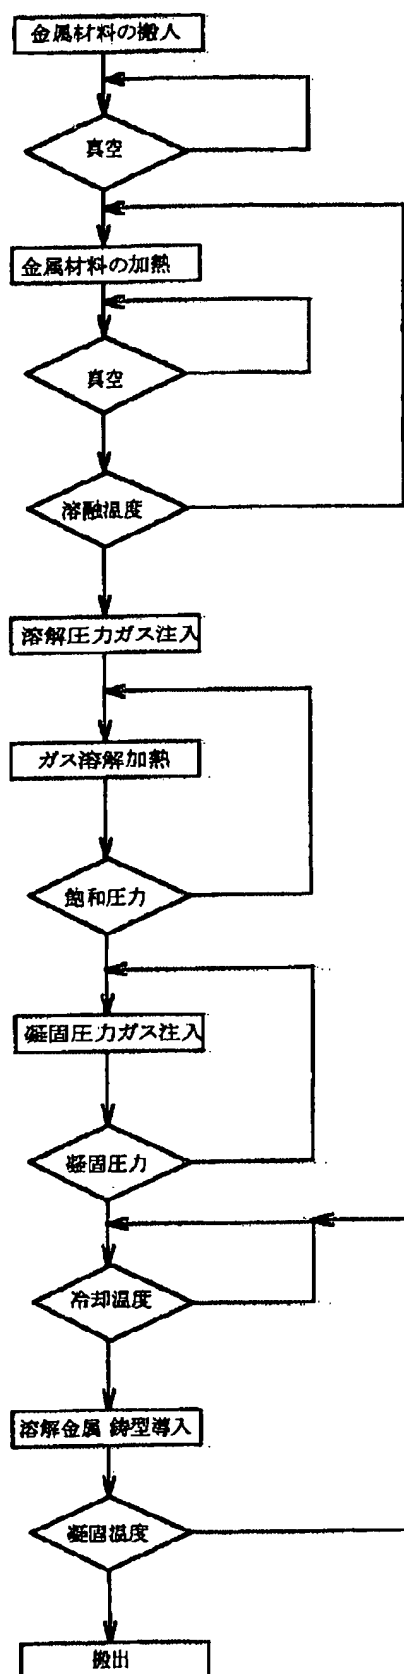 金属材料の搬入
真空
金属材料の加熱
真空
溶融温度
溶解圧力ガス注入
ガス溶解加熱
飽和圧力
凝固圧力ガス注入
凝固圧力
冷却温度
溶解金属 鋳型導入
凝固温度
搬出